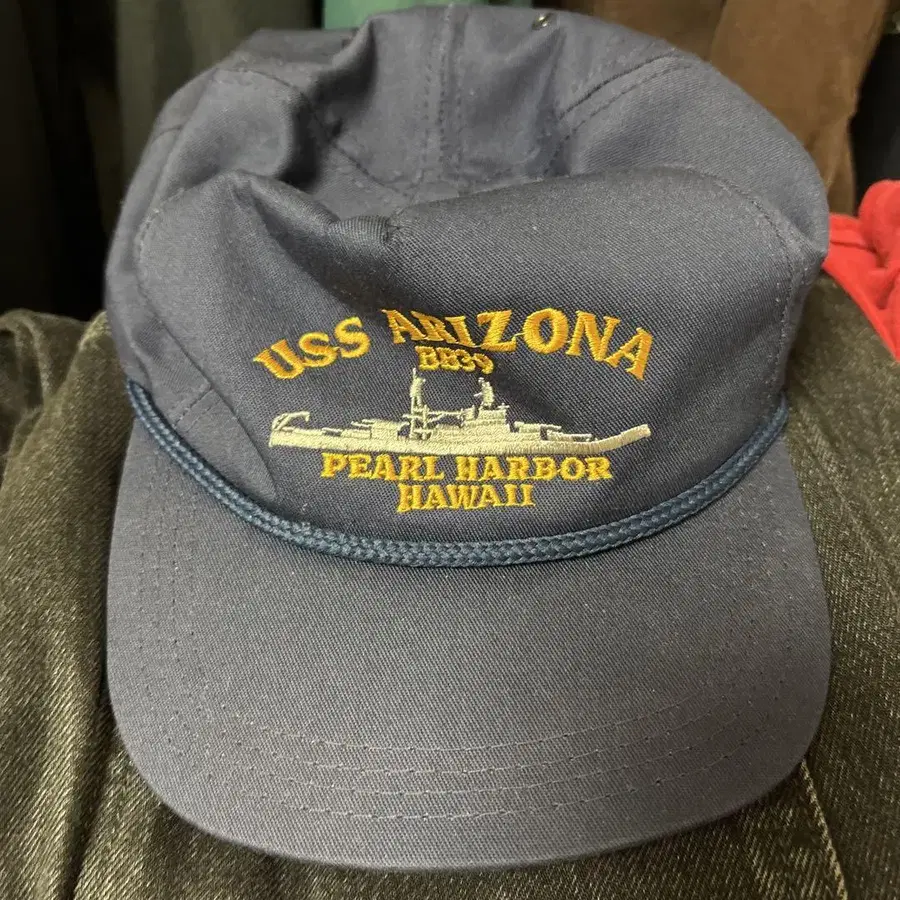 USS ARIZONA
BB39
PEARL HARBOR
HAWAII